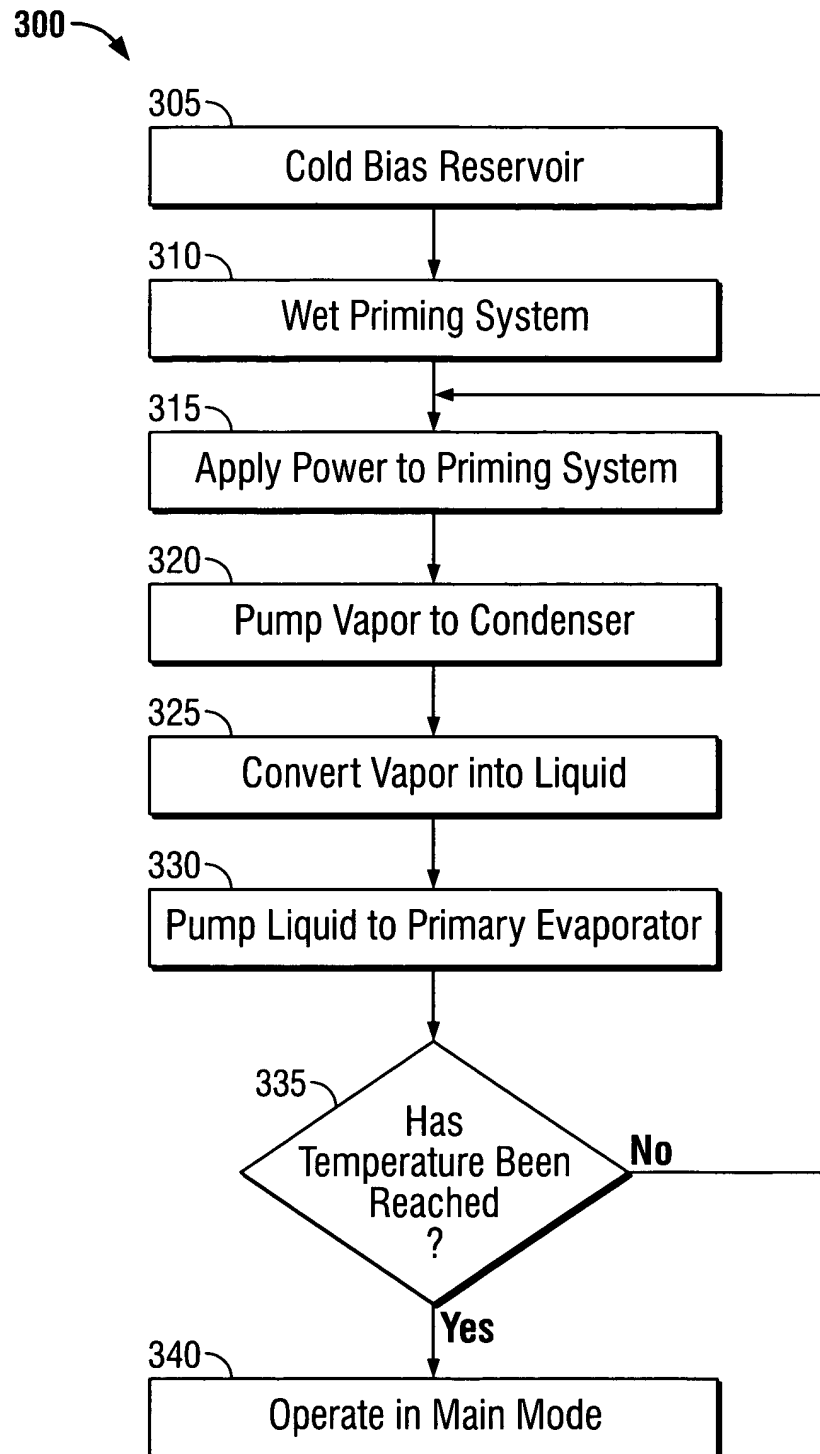 300
305
Cold Bias Reservoir
310
Wet Priming System
315
Apply Power to Priming System
320
Pump Vapor to Condenser
325
Convert Vapor into Liquid
330
Pump Liquid to Primary Evaporator
335
Has
Temperature Been
Reached
?
No
Yes
340
Operate in Main Mode